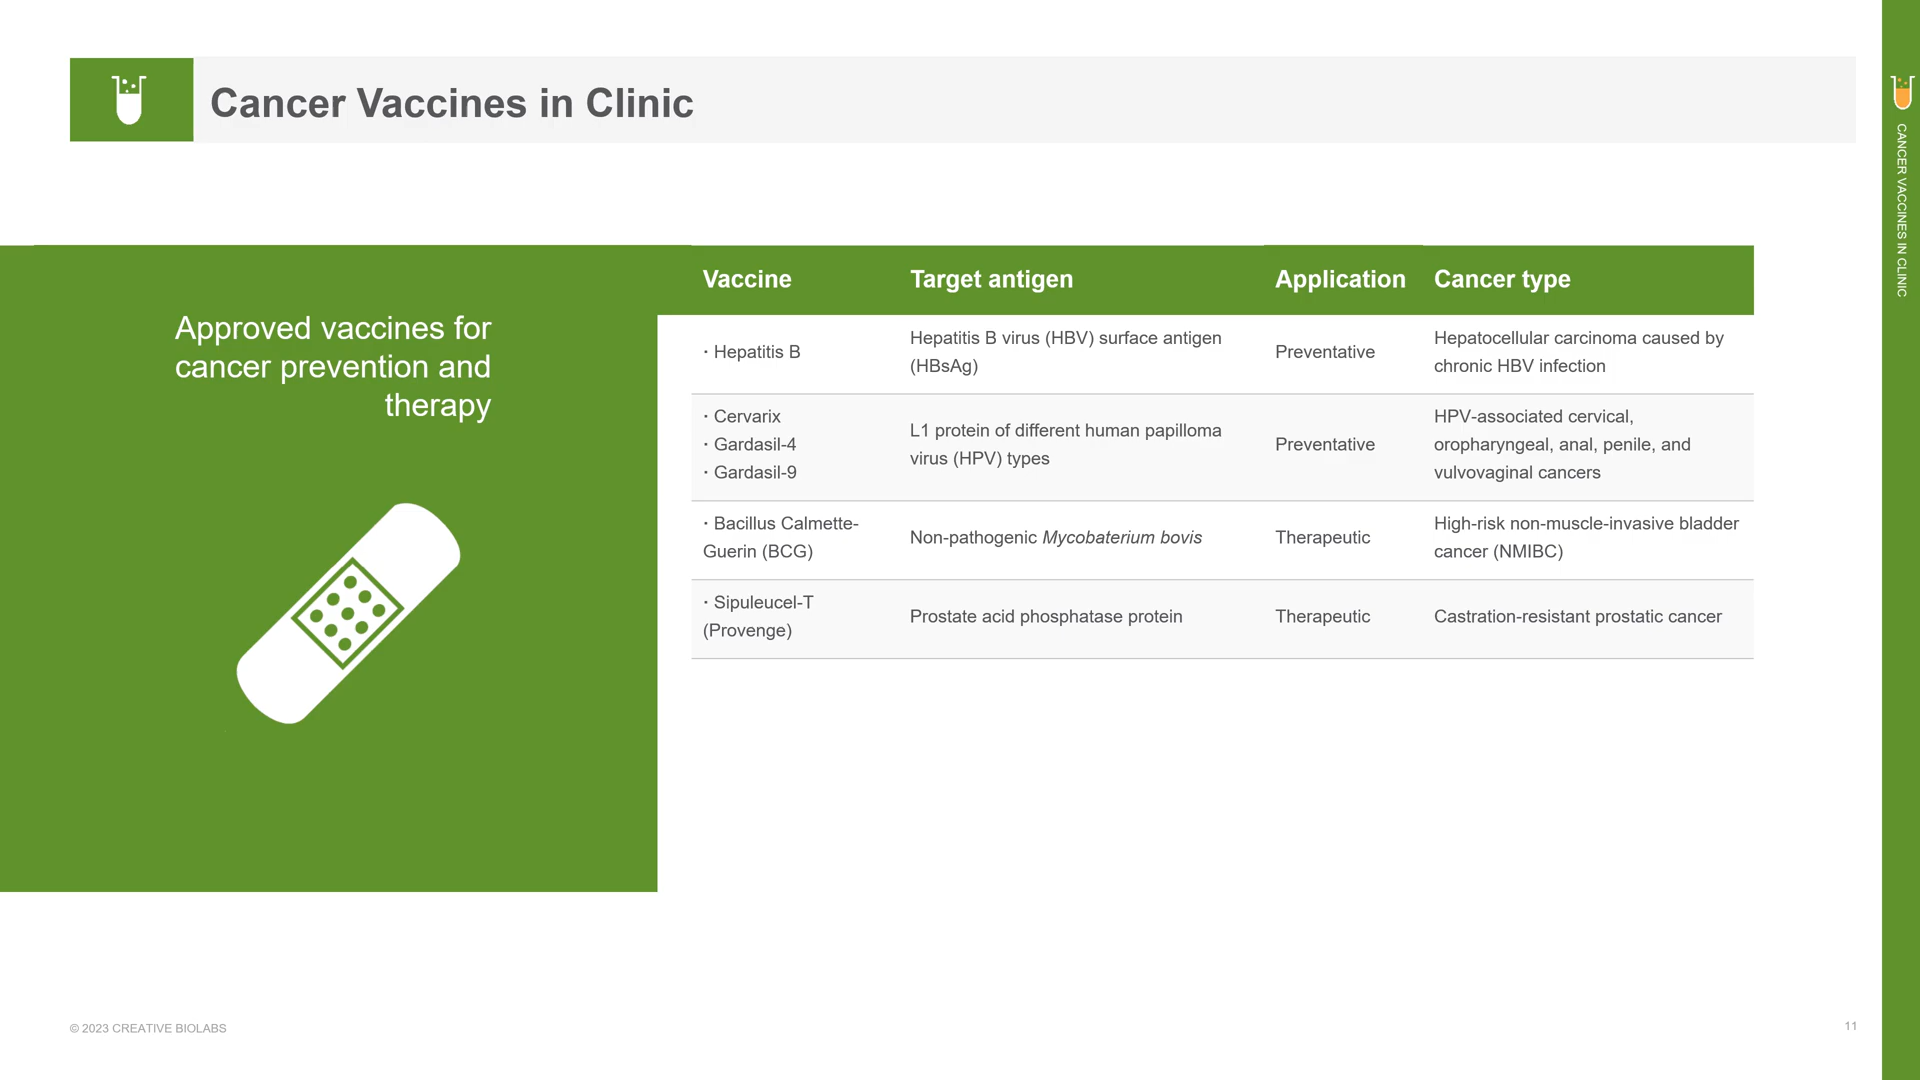 Cancer Vaccines in Clinic
CANCER VACCINES IN CLINIC
Approved vaccines for
cancer prevention and
therapy
Vaccine Target antigen Application Cancer type
· Hepatitis B
Hepatitis B virus (HBV) surface antigen
(HBsAg)
Preventative
Hepatocellular carcinoma caused by
chronic HBV infection
· Cervarix
· Gardasil-4
· Gardasil-9
L1 protein of different human papilloma
virus (HPV) types
Preventative
HPV-associated cervical,
oropharyngeal, anal, penile, and
vulvovaginal cancers
· Bacillus Calmette-
Guerin (BCG)
Non-pathogenic Mycobaterium bovis
Therapeutic
High-risk non-muscle-invasive bladder
cancer (NMIBC)
· Sipuleucel-T
(Provenge)
Prostate acid phosphatase protein
Therapeutic
Castration-resistant prostatic cancer
© 2023 CREATIVE BIOLABS
11